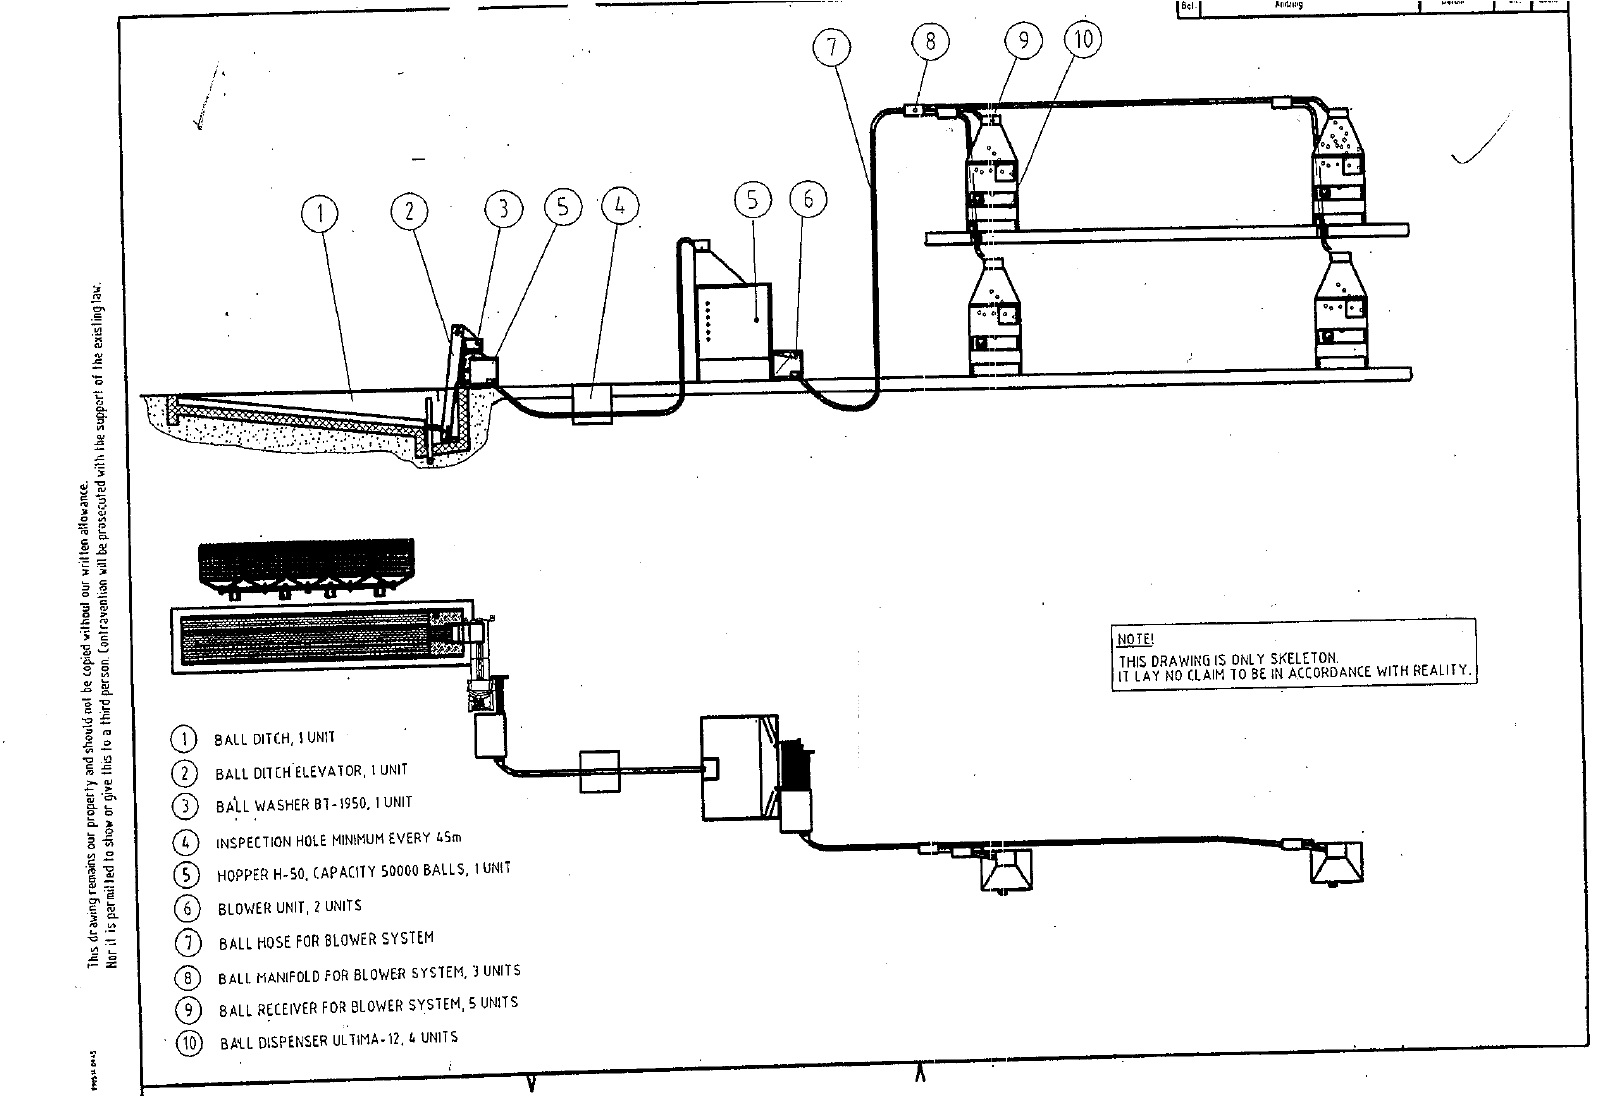 Bel.
Änding
7
8
9
10
1
2
3
5
4
5
6
This drawing remains our property and should not be copied without our written allowance.
Nor it is permitted to show or give this to a third person. Contravention will be prosecuted with the support of the existing law.
NOTE!
THIS DRAWING IS ONLY SKELETON.
IT LAY NO CLAIM TO BE IN ACCORDANCE WITH REALITY.
1 BALL DITCH, 1 UNIT
2 BALL DITCH ELEVATOR, 1 UNIT
3 BALL WASHER BT-1950, 1 UNIT
4 INSPECTION HOLE MINIMUM EVERY 45m
5 HOPPER H-50, CAPACITY 50000 BALLS, 1 UNIT
6 BLOWER UNIT, 2 UNITS
7 BALL HOSE FOR BLOWER SYSTEM
8 BALL MANIFOLD FOR BLOWER SYSTEM, 3 UNITS
9 BALL RECEIVER FOR BLOWER SYSTEM, 5 UNITS
10 BALL DISPENSER ULTIMA-12, 4 UNITS